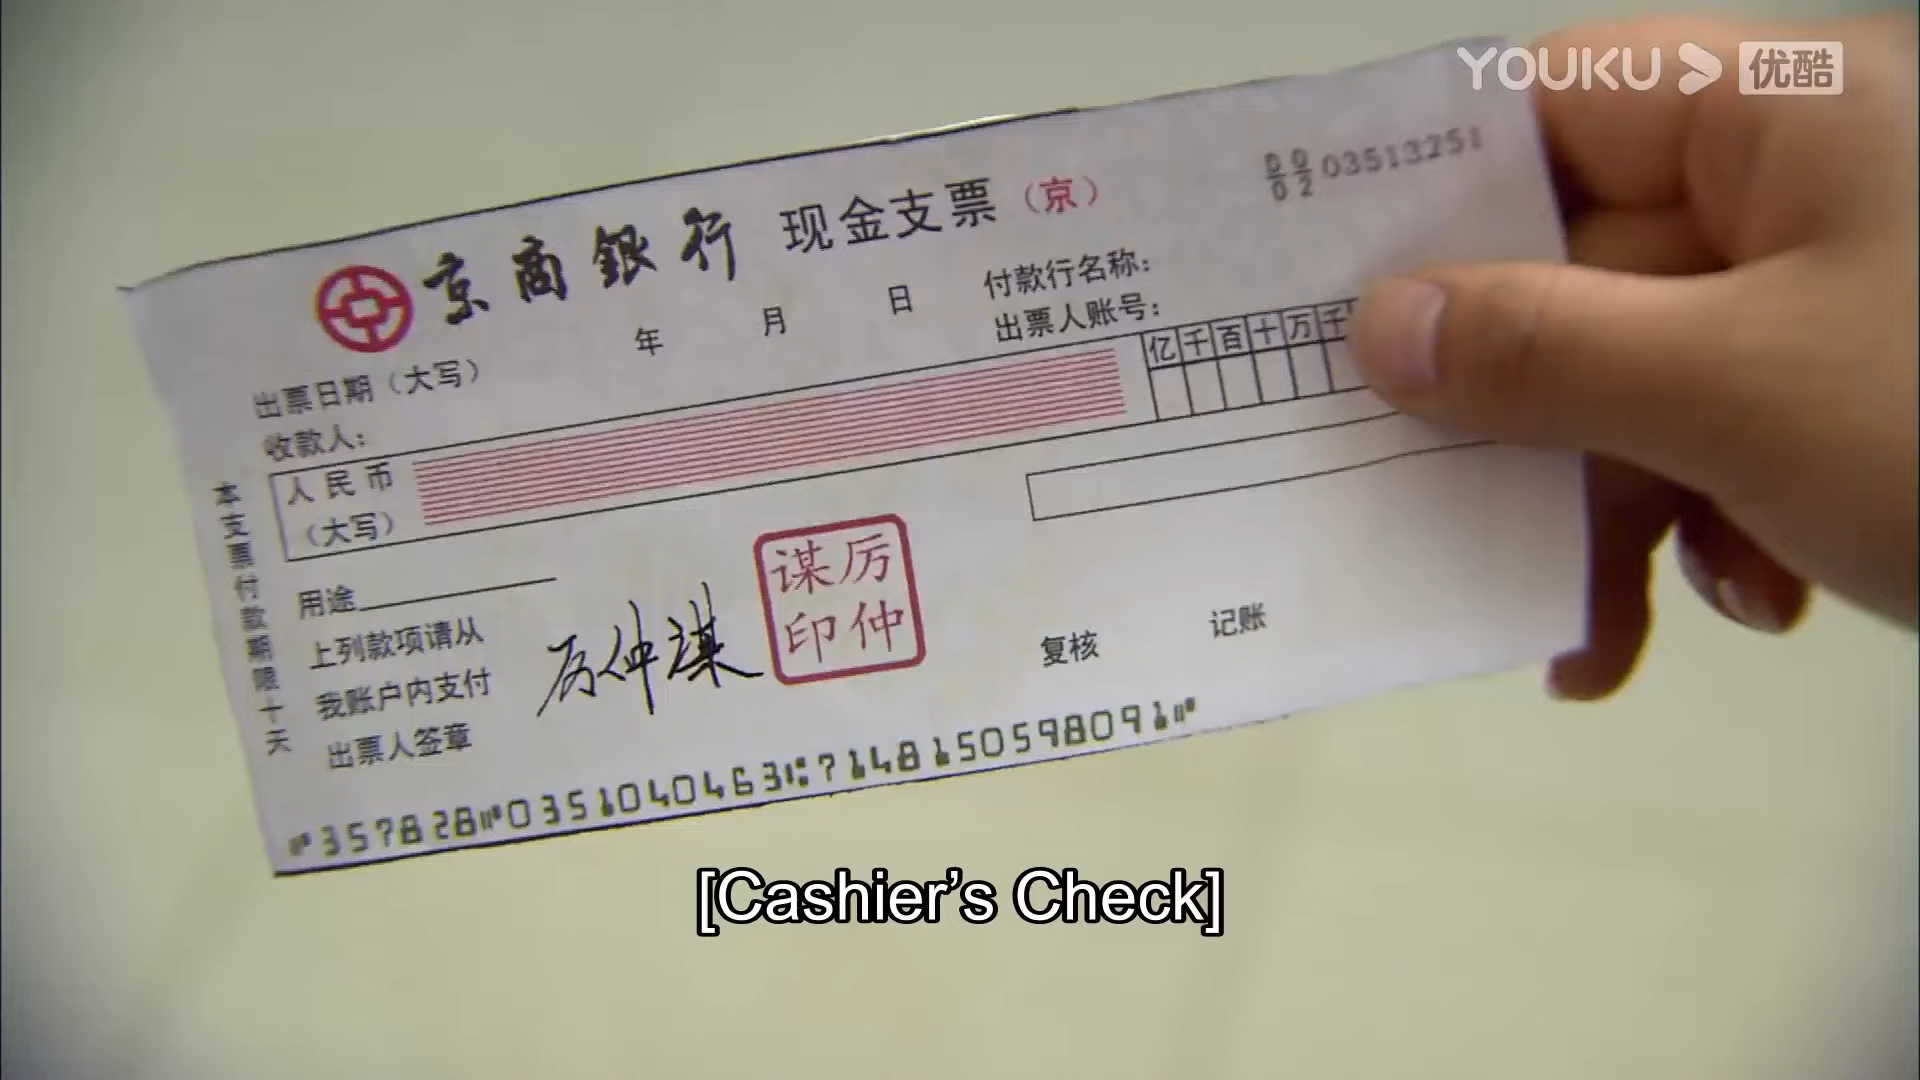 YOUKU 优酷
京商銀行 现金支票（京）
00 02 03513251
出票日期（大写） 年 月 日
付款行名称：
收款人：
出票人账号：
人民币
（大写）
亿千百十万千
本支票付款期限十天
用途
上列款项请从
我账户内支付
出票人签章
厉仲谋
厉仲
谋印
复核 记账
⑈357828⑈0351040463⑆7148150598091⑈
[Cashier’s Check]